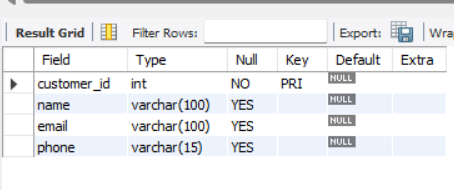 Result Grid Filter Rows: Export: Wra
Field Type Null Key Default Extra
customer_id int NO PRI NULL
name varchar(100) YES NULL
email varchar(100) YES NULL
phone varchar(15) YES NULL